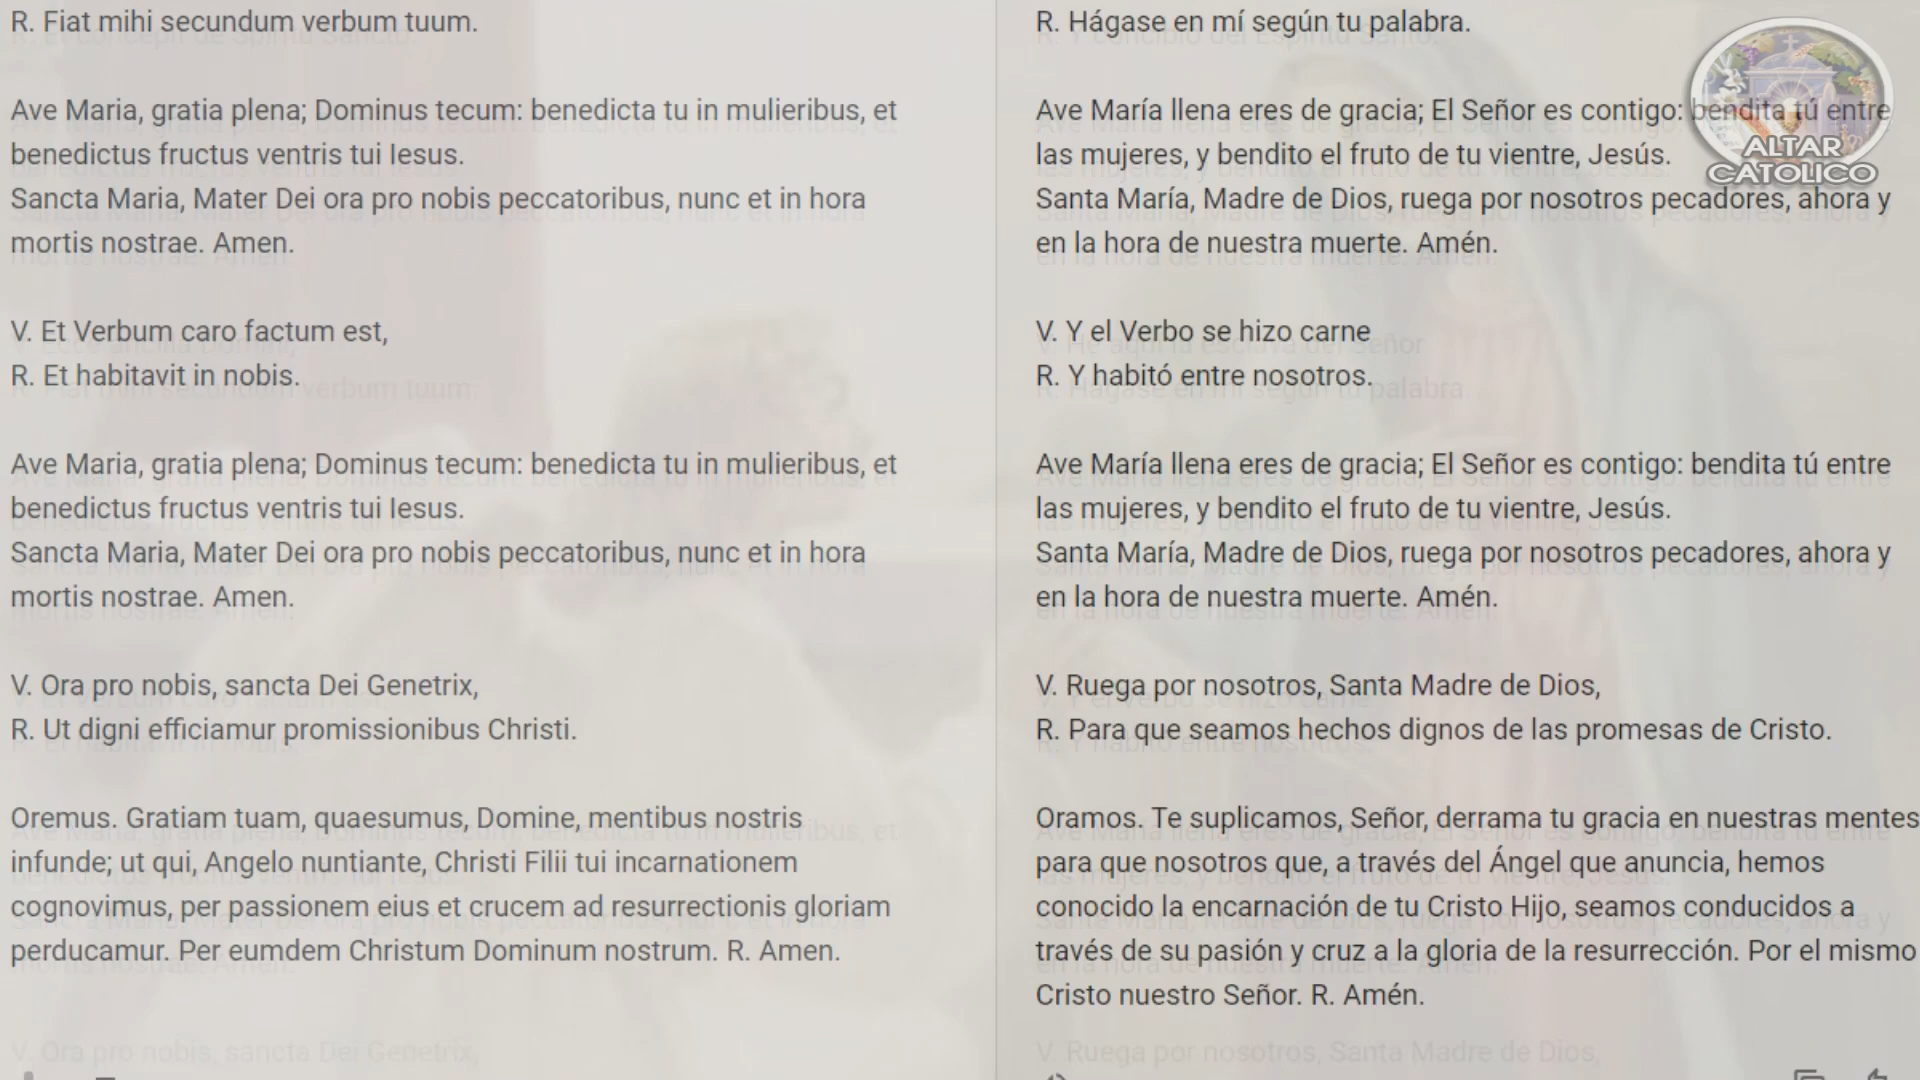 R. Fiat mihi secundum verbum tuum.
Ave Maria, gratia plena; Dominus tecum: benedicta tu in mulieribus, et
benedictus fructus ventris tui Iesus.
Sancta Maria, Mater Dei ora pro nobis peccatoribus, nunc et in hora
mortis nostrae. Amen.
V. Et Verbum caro factum est,
R. Et habitavit in nobis.
Ave Maria, gratia plena; Dominus tecum: benedicta tu in mulieribus, et
benedictus fructus ventris tui Iesus.
Sancta Maria, Mater Dei ora pro nobis peccatoribus, nunc et in hora
mortis nostrae. Amen.
V. Ora pro nobis, sancta Dei Genetrix,
R. Ut digni efficiamur promissionibus Christi.
Oremus. Gratiam tuam, quaesumus, Domine, mentibus nostris
infunde; ut qui, Angelo nuntiante, Christi Filii tui incarnationem
cognovimus, per passionem eius et crucem ad resurrectionis gloriam
perducamur. Per eumdem Christum Dominum nostrum. R. Amen.
V. Ora pro nobis, sancta Dei Genetrix,
R. Hágase en mí según tu palabra.
Ave María llena eres de gracia; El Señor es contigo: bendita tú entre
las mujeres, y bendito el fruto de tu vientre, Jesús.
Santa María, Madre de Dios, ruega por nosotros pecadores, ahora y
en la hora de nuestra muerte. Amén.
V. Y el Verbo se hizo carne
R. Y habitó entre nosotros.
Ave María llena eres de gracia; El Señor es contigo: bendita tú entre
las mujeres, y bendito el fruto de tu vientre, Jesús.
Santa María, Madre de Dios, ruega por nosotros pecadores, ahora y
en la hora de nuestra muerte. Amén.
V. Ruega por nosotros, Santa Madre de Dios,
R. Para que seamos hechos dignos de las promesas de Cristo.
Oramos. Te suplicamos, Señor, derrama tu gracia en nuestras mentes
para que nosotros que, a través del Ángel que anuncia, hemos
conocido la encarnación de tu Cristo Hijo, seamos conducidos a
través de su pasión y cruz a la gloria de la resurrección. Por el mismo
Cristo nuestro Señor. R. Amén.
V. Ruega por nosotros, Santa Madre de Dios,
ALTAR
CATOLICO